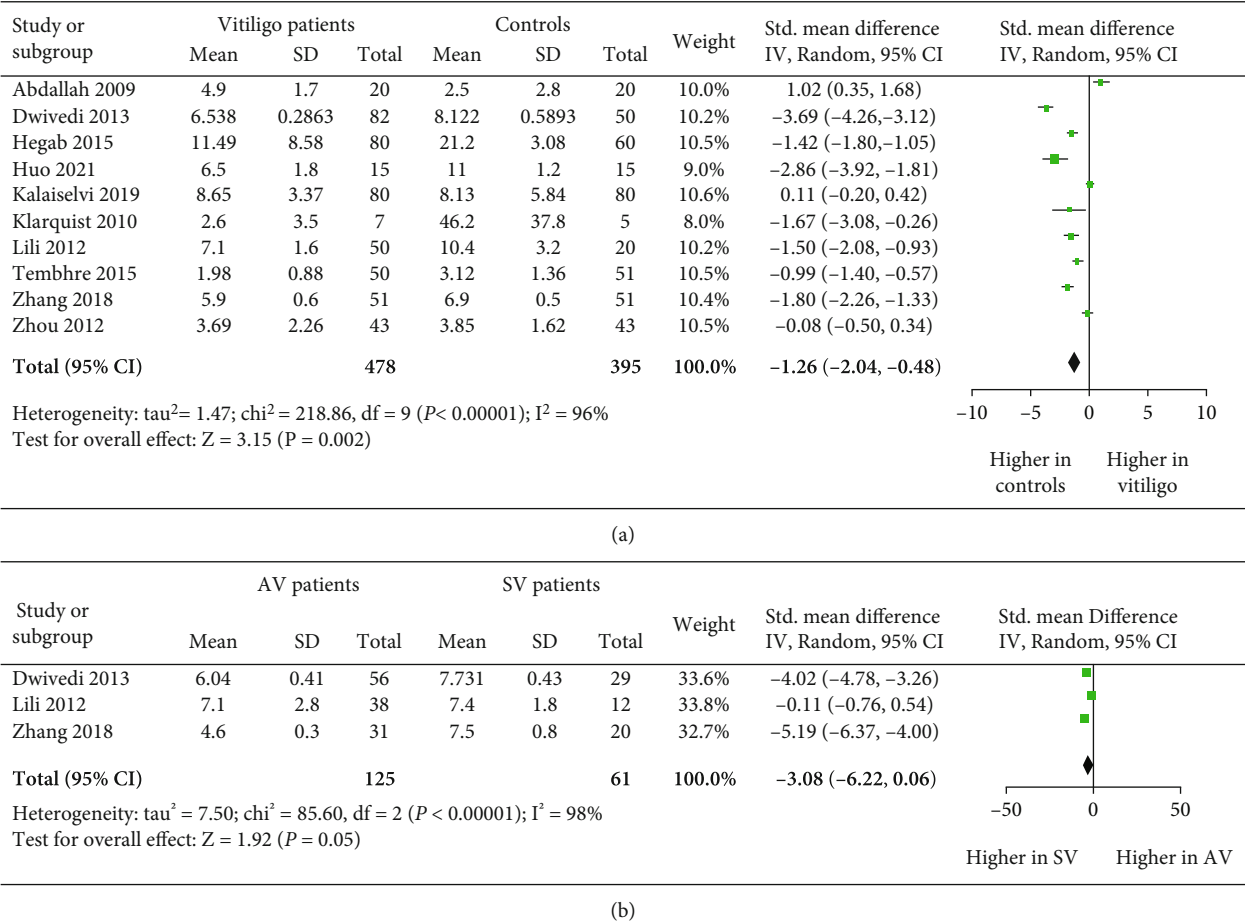 Study or subgroup Vitiligo patients Controls Weight Std. mean difference Std. mean difference
Mean SD Total Mean SD Total IV, Random, 95% CI IV, Random, 95% CI
Abdallah 2009 4.9 1.7 20 2.5 2.8 20 10.0% 1.02 (0.35, 1.68)
Dwivedi 2013 6.538 0.2863 82 8.122 0.5893 50 10.2% –3.69 (–4.26,–3.12)
Hegab 2015 11.49 8.58 80 21.2 3.08 60 10.5% –1.42 (–1.80,–1.05)
Huo 2021 6.5 1.8 15 11 1.2 15 9.0% –2.86 (–3.92, –1.81)
Kalaiselvi 2019 8.65 3.37 80 8.13 5.84 80 10.6% 0.11 (–0.20, 0.42)
Klarquist 2010 2.6 3.5 7 46.2 37.8 5 8.0% –1.67 (–3.08, –0.26)
Lili 2012 7.1 1.6 50 10.4 3.2 20 10.2% –1.50 (–2.08, –0.93)
Tembhre 2015 1.98 0.88 50 3.12 1.36 51 10.5% –0.99 (–1.40, –0.57)
Zhang 2018 5.9 0.6 51 6.9 0.5 51 10.4% –1.80 (–2.26, –1.33)
Zhou 2012 3.69 2.26 43 3.85 1.62 43 10.5% –0.08 (–0.50, 0.34)
Total (95% CI) 478 395 100.0% –1.26 (–2.04, –0.48)
Heterogeneity: tau²= 1.47; chi² = 218.86, df = 9 (P< 0.00001); I² = 96%
Test for overall effect: Z = 3.15 (P = 0.002)
–10 –5 0 5 10
Higher in controls Higher in vitiligo
(a)
Study or subgroup AV patients SV patients Weight Std. mean difference Std. mean Difference
Mean SD Total Mean SD Total IV, Random, 95% CI IV, Random, 95% CI
Dwivedi 2013 6.04 0.41 56 7.731 0.43 29 33.6% –4.02 (–4.78, –3.26)
Lili 2012 7.1 2.8 38 7.4 1.8 12 33.8% –0.11 (–0.76, 0.54)
Zhang 2018 4.6 0.3 31 7.5 0.8 20 32.7% –5.19 (–6.37, –4.00)
Total (95% CI) 125 61 100.0% –3.08 (–6.22, 0.06)
Heterogeneity: tau² = 7.50; chi² = 85.60, df = 2 (P < 0.00001); I² = 98%
Test for overall effect: Z = 1.92 (P = 0.05)
–50 0 50
Higher in SV Higher in AV
(b)